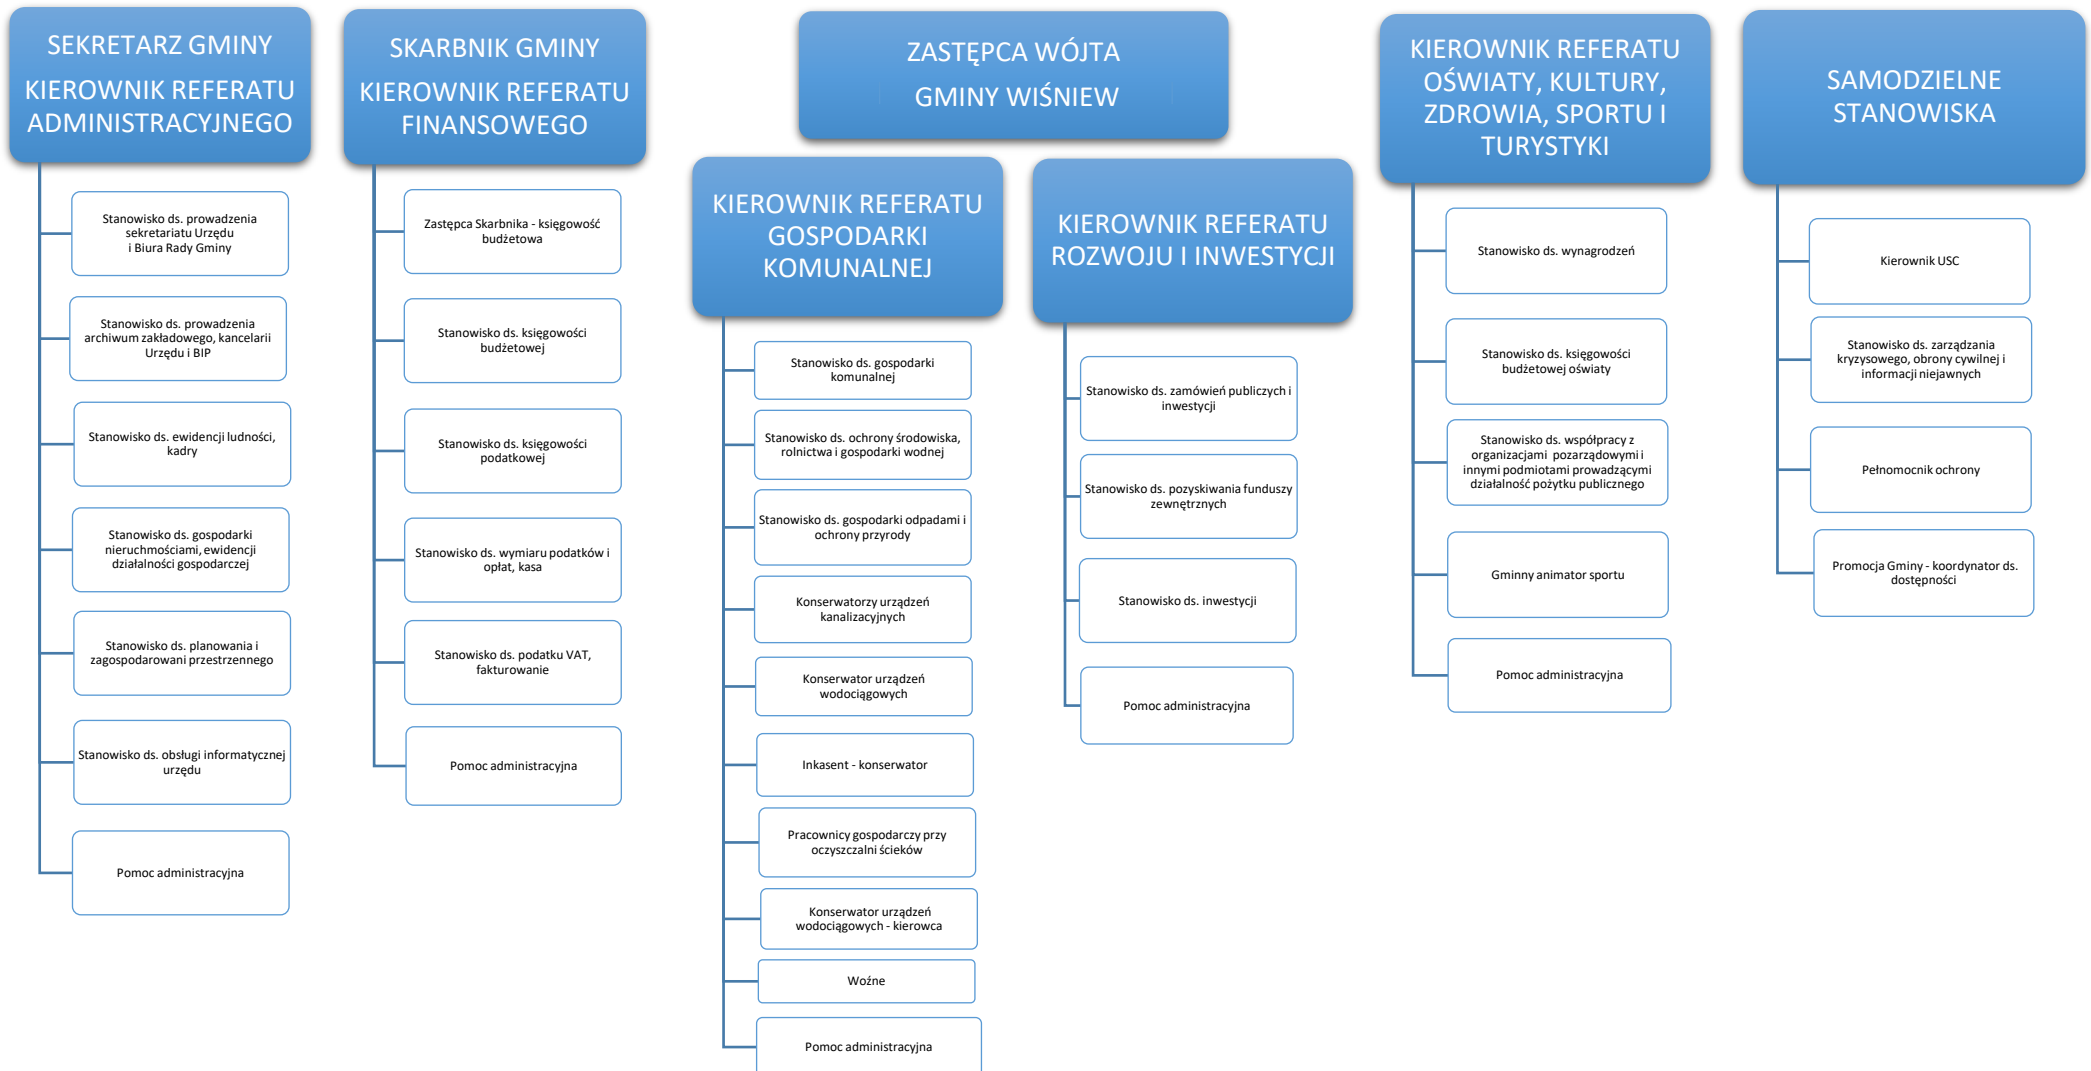 SEKRETARZ GMINY
KIEROWNIK REFERATU
ADMINISTRACYJNEGO
Stanowisko ds. prowadzenia
sekretariatu Urzędu
i Biura Rady Gminy
Stanowisko ds. prowadzenia
archiwum zakładowego, kancelarii
Urzędu i BIP
Stanowisko ds. ewidencji ludności,
kadry
Stanowisko ds. gospodarki
nieruchmościami, ewidencji
działalności gospodarczej
Stanowisko ds. planowania i
zagospodarowani przestrzennego
Stanowisko ds. obsługi informatycznej
urzędu
Pomoc administracyjna
SKARBNIK GMINY
KIEROWNIK REFERATU
FINANSOWEGO
Zastępca Skarbnika - księgowość
budżetowa
Stanowisko ds. księgowości
budżetowej
Stanowisko ds. księgowości
podatkowej
Stanowisko ds. wymiaru podatków i
opłat, kasa
Stanowisko ds. podatku VAT,
fakturowanie
Pomoc administracyjna
ZASTĘPCA WÓJTA
GMINY WIŚNIEW
KIEROWNIK REFERATU
GOSPODARKI
KOMUNALNEJ
Stanowisko ds. gospodarki
komunalnej
Stanowisko ds. ochrony środowiska,
rolnictwa i gospodarki wodnej
Stanowisko ds. gospodarki odpadami i
ochrony przyrody
Konserwatorzy urządzeń
kanalizacyjnych
Konserwator urządzeń
wodociągowych
Inkasent - konserwator
Pracownicy gospodarczy przy
oczyszczalni ścieków
Konserwator urządzeń
wodociągowych - kierowca
Woźne
Pomoc administracyjna
KIEROWNIK REFERATU
ROZWOJU I INWESTYCJI
Stanowisko ds. zamówień publiczych i
inwestycji
Stanowisko ds. pozyskiwania funduszy
zewnętrznych
Stanowisko ds. inwestycji
Pomoc administracyjna
KIEROWNIK REFERATU
OŚWIATY, KULTURY,
ZDROWIA, SPORTU I
TURYSTYKI
Stanowisko ds. wynagrodzeń
Stanowisko ds. księgowości
budżetowej oświaty
Stanowisko ds. współpracy z
organizacjami pozarządowymi i
innymi podmiotami prowadzącymi
działalność pożytku publicznego
Gminny animator sportu
Pomoc administracyjna
SAMODZIELNE
STANOWISKA
Kierownik USC
Stanowisko ds. zarządzania
kryzysowego, obrony cywilnej i
informacji niejawnych
Pełnomocnik ochrony
Promocja Gminy - koordynator ds.
dostępności